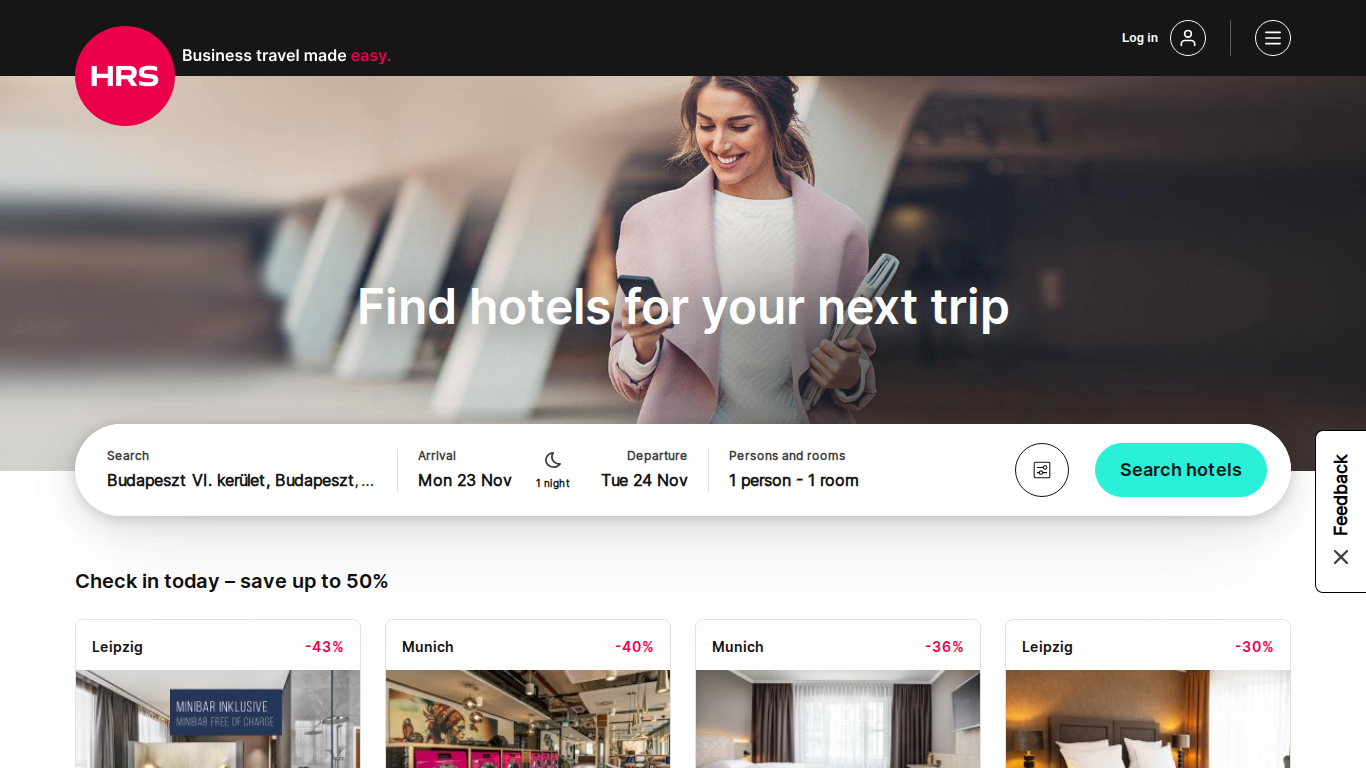 HRS
Business travel made easy.
Log in
Find hotels for your next trip
Search
Budapeszt VI. kerület, Budapeszt, ...
Arrival
Mon 23 Nov
1 night
Departure
Tue 24 Nov
Persons and rooms
1 person - 1 room
Search hotels
Feedback
Check in today – save up to 50%
Leipzig
-43%
Munich
-40%
Munich
-36%
Leipzig
-30%
MINIBAR INKLUSIVE
MINIBAR FREE OF CHARGE